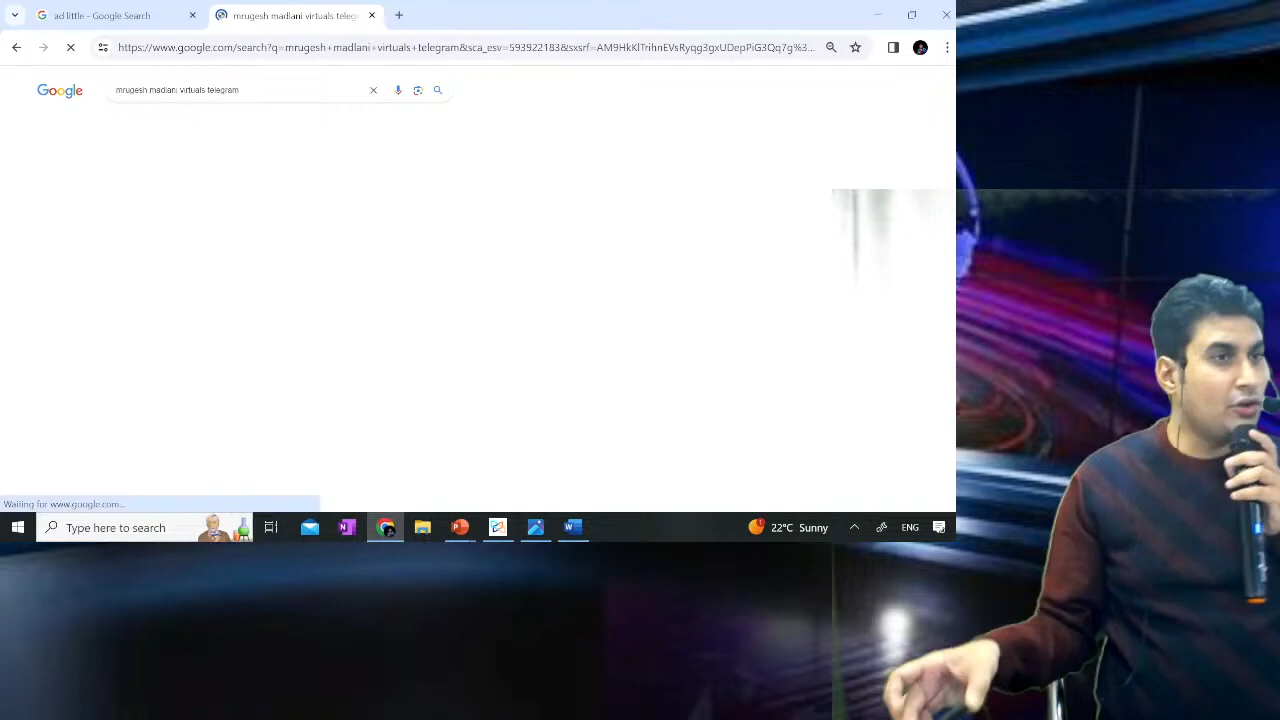 ad little - Google Search
mrugesh madlani virtuals teleg
https://www.google.com/search?q=mrugesh+madlani+virtuals+telegram&sca_esv=593922183&sxsrf=AM9HkKlTrihnEVsRyqg3gxUDepPiG3Qq7g%3...
Google
mrugesh madlani virtuals telegram
Waiting for www.google.com...
Type here to search
22°C Sunny
ENG